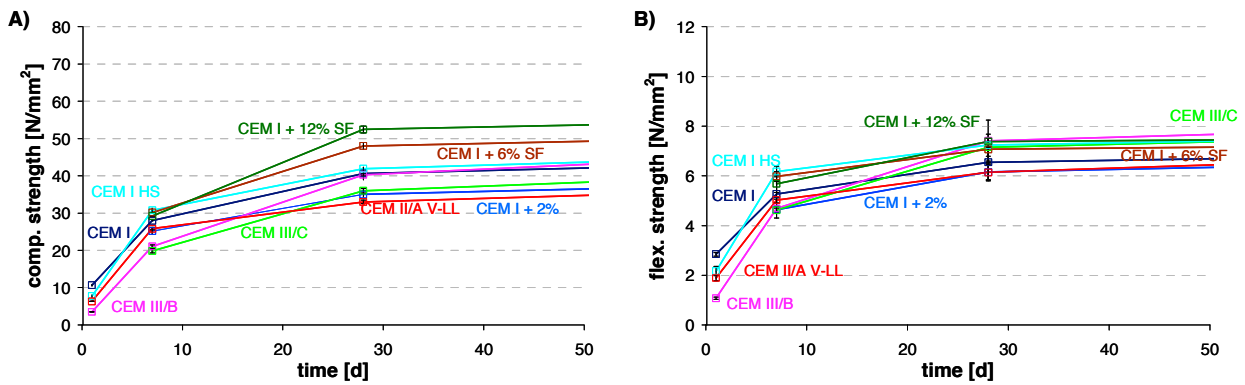 A)
80
70
60
50
40
30
20
10
0
comp. strength [N/mm²]
CEM I + 12% SF
CEM I + 6% SF
CEM I HS
CEM I
CEM II/A V-LL
CEM I + 2%
CEM III/C
CEM III/B
0 10 20 30 40 50
time [d]
B)
12
10
8
6
4
2
0
flex. strength [N/mm²]
CEM III/C
CEM I + 12% SF
CEM I + 6% SF
CEM I HS
CEM I
CEM I + 2%
CEM II/A V-LL
CEM III/B
0 10 20 30 40 50
time [d]